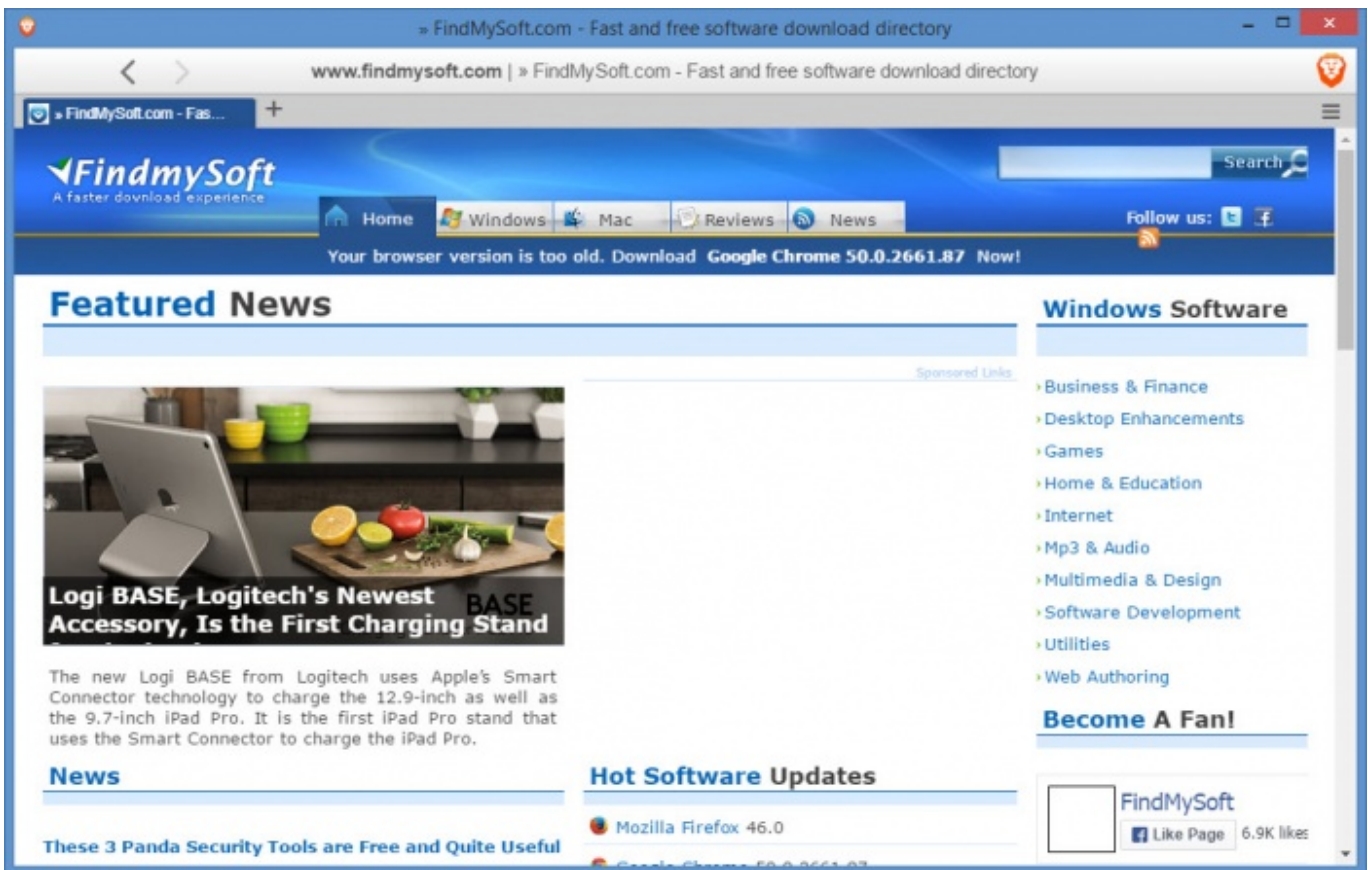 » FindMySoft.com - Fast and free software download directory
www.findmysoft.com | » FindMySoft.com - Fast and free software download directory
» FindMySoft.com - Fas...
FindmySoft
A faster download experience
Search
Home Windows Mac Reviews News
Follow us:
Your browser version is too old. Download Google Chrome 50.0.2661.87 Now!
Featured News
Sponsored Links
BASE
Logi BASE, Logitech's Newest
Accessory, Is the First Charging Stand
The new Logi BASE from Logitech uses Apple's Smart
Connector technology to charge the 12.9-inch as well as
the 9.7-inch iPad Pro. It is the first iPad Pro stand that
uses the Smart Connector to charge the iPad Pro.
News
These 3 Panda Security Tools are Free and Quite Useful
Hot Software Updates
Mozilla Firefox 46.0
Google Chrome 50.0.2661.87
Windows Software
Business & Finance
Desktop Enhancements
Games
Home & Education
Internet
Mp3 & Audio
Multimedia & Design
Software Development
Utilities
Web Authoring
Become A Fan!
FindMySoft
Like Page 6.9K likes